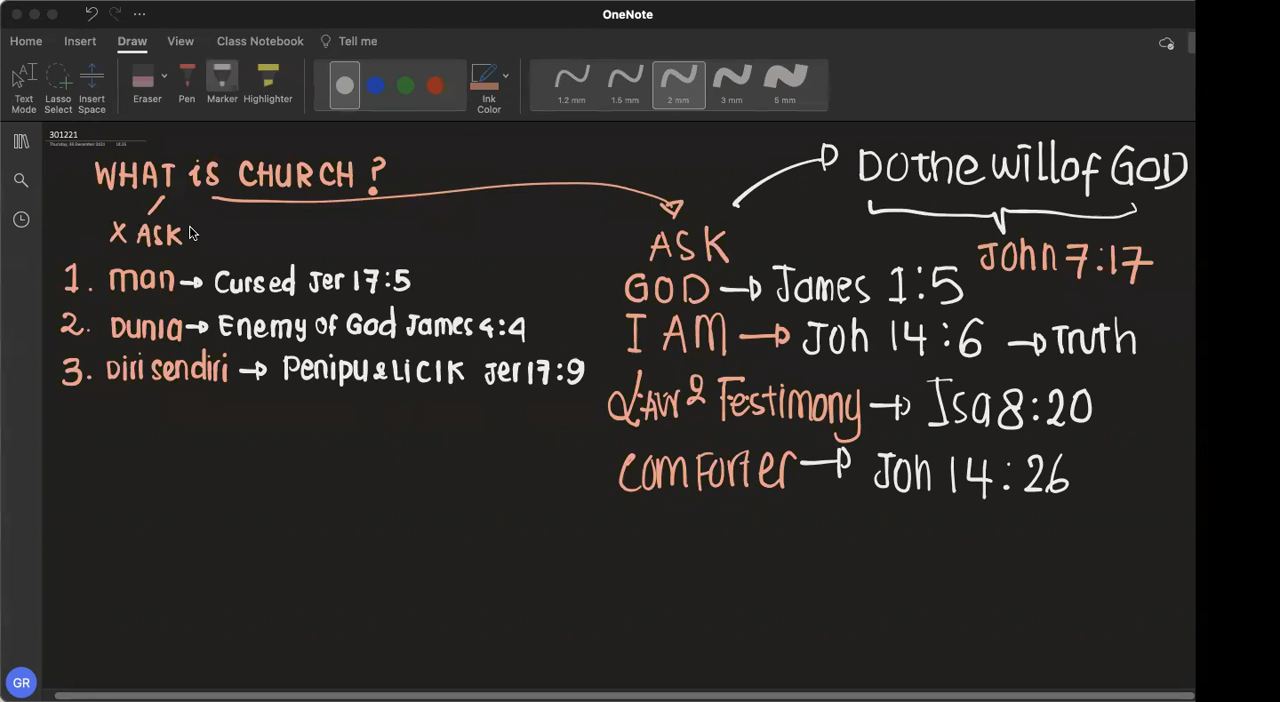 OneNote
Home Insert Draw View Class Notebook Tell me
Text Mode
Lasso Select
Insert Space
Eraser
Pen
Marker
Highlighter
Ink Color
1.2 mm
1.5 mm
2 mm
3 mm
5 mm
301221
WHAT is CHURCH ?
X ASK
1. man → Cursed Jer 17:5
2. Dunia → Enemy of God James 4:4
3. Diri sendiri → Penipu & LiCIK Jer 17:9
DO the will of GOD
John 7:17
ASK
GOD → James 1:5
I AM → Joh 14:6 → Truth
Law & Testimony → Isa 8:20
ComForter → Joh 14:26
GR